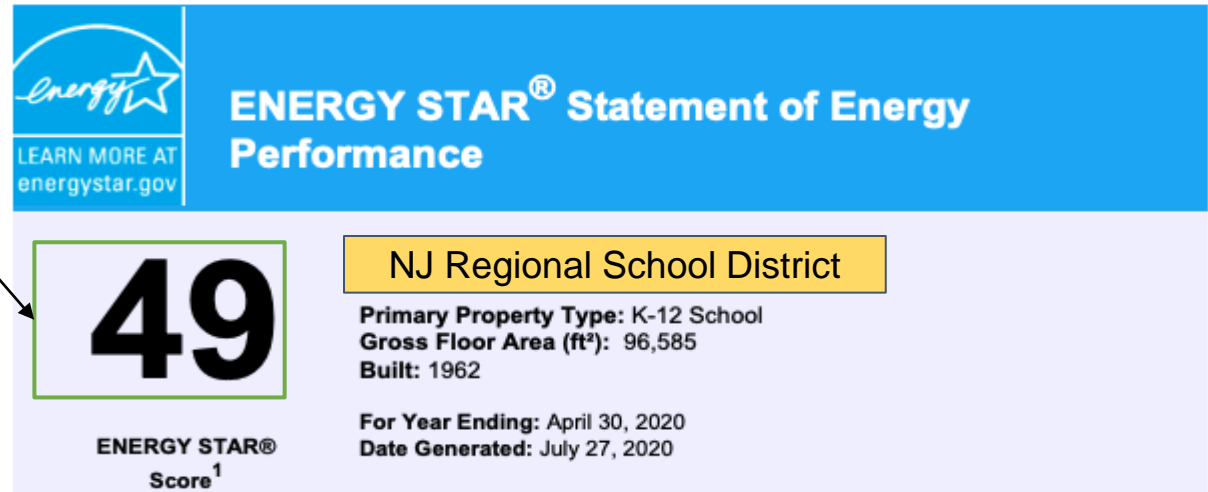 energy
LEARN MORE AT
energystar.gov
ENERGY STAR® Statement of Energy
Performance
49
ENERGY STAR®
Score¹
NJ Regional School District
Primary Property Type: K-12 School
Gross Floor Area (ft²): 96,585
Built: 1962
For Year Ending: April 30, 2020
Date Generated: July 27, 2020